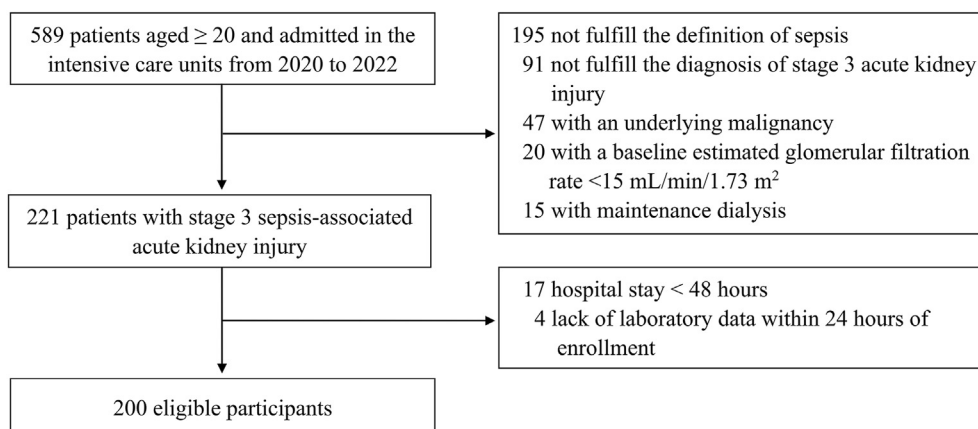 589 patients aged ≥ 20 and admitted in the
intensive care units from 2020 to 2022
195 not fulfill the definition of sepsis
91 not fulfill the diagnosis of stage 3 acute kidney
injury
47 with an underlying malignancy
20 with a baseline estimated glomerular filtration
rate <15 mL/min/1.73 m²
15 with maintenance dialysis
221 patients with stage 3 sepsis-associated
acute kidney injury
17 hospital stay < 48 hours
4 lack of laboratory data within 24 hours of
enrollment
200 eligible participants